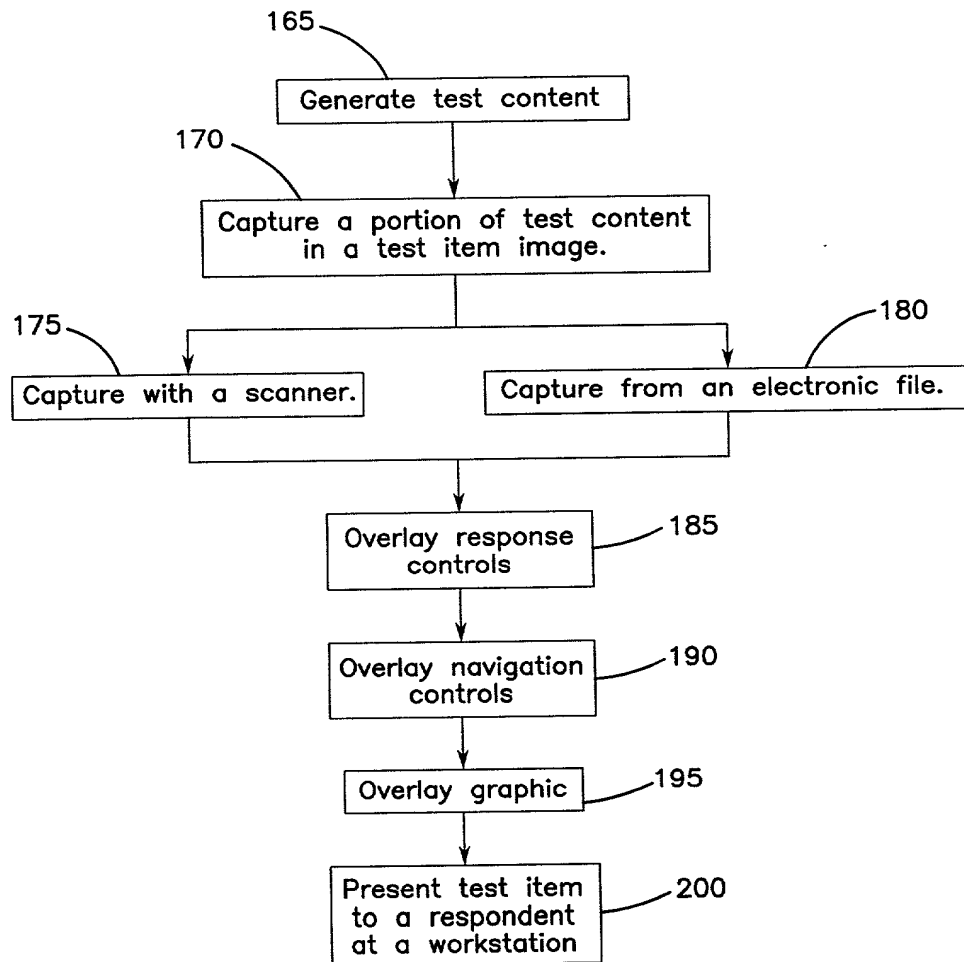 165
Generate test content
170
Capture a portion of test content
in a test item image.
175
180
Capture with a scanner.
Capture from an electronic file.
Overlay response
controls
185
Overlay navigation
controls
190
Overlay graphic
195
Present test item
to a respondent
at a workstation
200